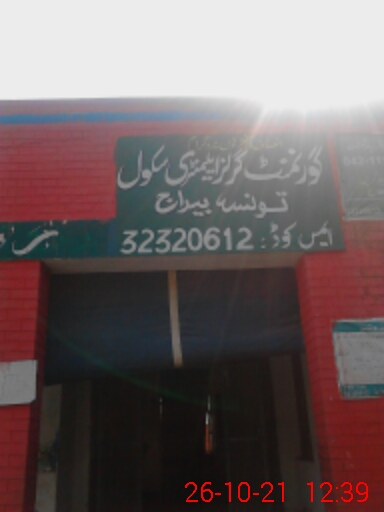 گورنمنٹ گرلز ایلیمنٹری سکول
تونسہ بیراج
ایس کوڈ: 32320612
26-10-21 12:39